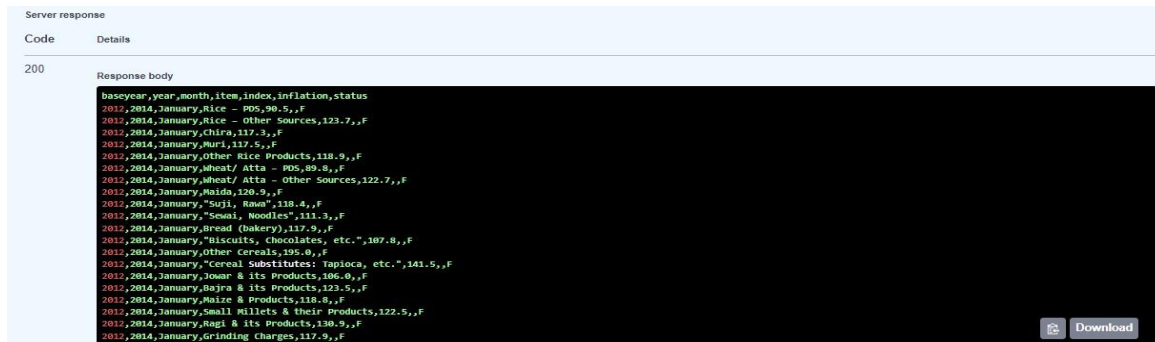 Server response
Code Details
200
Response body
baseyear,year,month,item,index,inflation,status
2012,2014,January,Rice – PDS,90.5,,F
2012,2014,January,Rice – Other Sources,123.7,,F
2012,2014,January,Chira,117.3,,F
2012,2014,January,Muri,117.5,,F
2012,2014,January,Other Rice Products,118.9,,F
2012,2014,January,Wheat/ Atta – PDS,89.8,,F
2012,2014,January,Wheat/ Atta – Other Sources,122.7,,F
2012,2014,January,Maida,120.9,,F
2012,2014,January,"Suji, Rawa",118.4,,F
2012,2014,January,"Sewai, Noodles",111.3,,F
2012,2014,January,Bread (bakery),117.9,,F
2012,2014,January,"Biscuits, Chocolates, etc.",107.8,,F
2012,2014,January,Other Cereals,195.0,,F
2012,2014,January,"Cereal Substitutes: Tapioca, etc.",141.5,,F
2012,2014,January,Jowar & its Products,106.0,,F
2012,2014,January,Bajra & its Products,123.5,,F
2012,2014,January,Maize & Products,118.8,,F
2012,2014,January,Small Millets & their Products,122.5,,F
2012,2014,January,Ragi & its Products,130.9,,F
2012,2014,January,Grinding Charges,117.9,,F
Download